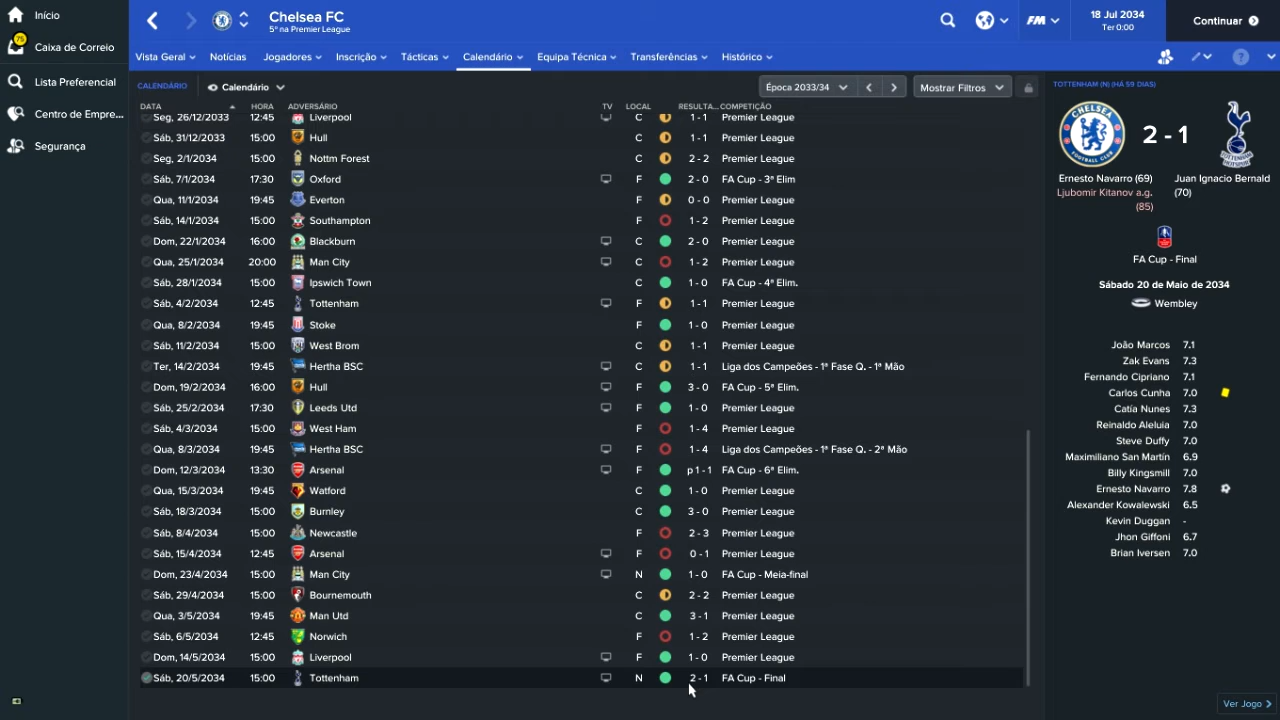 Início
75
Caixa de Correio
Lista Preferencial
Centro de Empre...
Segurança
Chelsea FC
5º na Premier League
FM
18 Jul 2034
Ter 0:00
Continuar
Vista Geral
Notícias
Jogadores
Inscrição
Tácticas
Calendário
Equipa Técnica
Transferências
Histórico
CALENDÁRIO
Calendário
Época 2033/34
Mostrar Filtros
DATA HORA ADVERSÁRIO TV LOCAL RESULTA... COMPETIÇÃO
Seg, 26/12/2033 12:45 Liverpool C 1 - 1 Premier League
Sáb, 31/12/2033 15:00 Hull C 1 - 1 Premier League
Seg, 2/1/2034 15:00 Nottm Forest C 2 - 2 Premier League
Sáb, 7/1/2034 17:30 Oxford F 2 - 0 FA Cup - 3ª Elim
Qua, 11/1/2034 19:45 Everton F 0 - 0 Premier League
Sáb, 14/1/2034 15:00 Southampton F 1 - 2 Premier League
Dom, 22/1/2034 16:00 Blackburn C 2 - 0 Premier League
Qua, 25/1/2034 20:00 Man City C 1 - 2 Premier League
Sáb, 28/1/2034 15:00 Ipswich Town C 1 - 0 FA Cup - 4ª Elim.
Sáb, 4/2/2034 12:45 Tottenham F 1 - 1 Premier League
Qua, 8/2/2034 19:45 Stoke F 1 - 0 Premier League
Sáb, 11/2/2034 15:00 West Brom C 1 - 1 Premier League
Ter, 14/2/2034 19:45 Hertha BSC C 1 - 1 Liga dos Campeões - 1ª Fase Q. - 1ª Mão
Dom, 19/2/2034 16:00 Hull F 3 - 0 FA Cup - 5ª Elim.
Sáb, 25/2/2034 17:30 Leeds Utd F 1 - 0 Premier League
Sáb, 4/3/2034 15:00 West Ham F 1 - 4 Premier League
Qua, 8/3/2034 19:45 Hertha BSC F 1 - 4 Liga dos Campeões - 1ª Fase Q. - 2ª Mão
Dom, 12/3/2034 13:30 Arsenal F p 1 - 1 FA Cup - 6ª Elim.
Qua, 15/3/2034 19:45 Watford C 1 - 0 Premier League
Sáb, 18/3/2034 15:00 Burnley C 3 - 0 Premier League
Sáb, 8/4/2034 15:00 Newcastle F 2 - 3 Premier League
Sáb, 15/4/2034 12:45 Arsenal F 0 - 1 Premier League
Dom, 23/4/2034 15:00 Man City N 1 - 0 FA Cup - Meia-final
Sáb, 29/4/2034 15:00 Bournemouth C 2 - 2 Premier League
Qua, 3/5/2034 19:45 Man Utd C 3 - 1 Premier League
Sáb, 6/5/2034 12:45 Norwich F 1 - 2 Premier League
Dom, 14/5/2034 15:00 Liverpool F 1 - 0 Premier League
Sáb, 20/5/2034 15:00 Tottenham N 2 - 1 FA Cup - Final
TOTTENHAM (N) (HÁ 59 DIAS)
CHELSEA
FOOTBALL CLUB
2 - 1
TOTTENHAM HOTSPUR
Ernesto Navarro (69)
Ljubomir Kitanov a.g.
(85)
Juan Ignacio Bernald
(70)
FA Cup - Final
Sábado 20 de Maio de 2034
Wembley
João Marcos 7.1
Zak Evans 7.3
Fernando Cipriano 7.1
Carlos Cunha 7.0
Catía Nunes 7.3
Reinaldo Aleluia 7.0
Steve Duffy 7.0
Maximiliano San Martín 6.9
Billy Kingsmill 7.0
Ernesto Navarro 7.8
Alexander Kowalewski 6.5
Kevin Duggan -
Jhon Giffoni 6.7
Brian Iversen 7.0
Ver Jogo